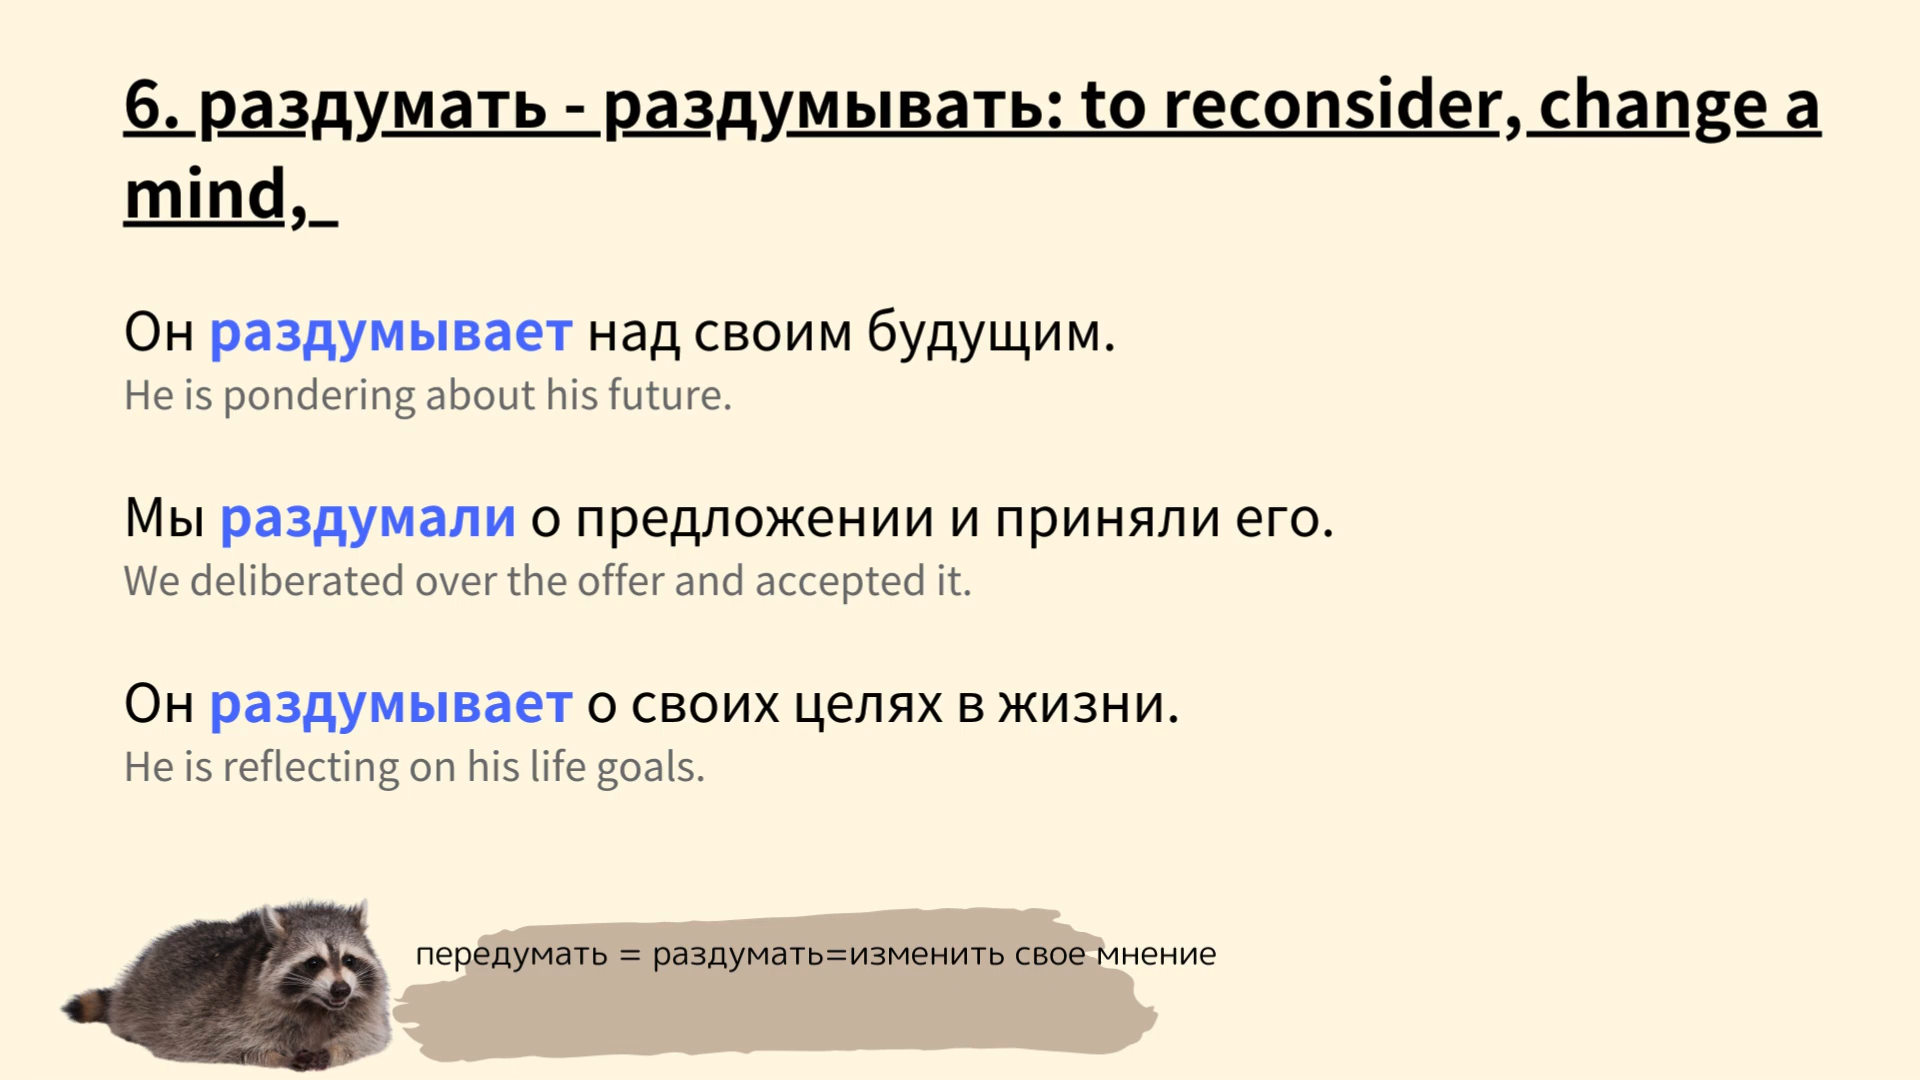 6. раздумать - раздумывать: to reconsider, change a
mind,_
Он раздумывает над своим будущим.
He is pondering about his future.
Мы раздумали о предложении и приняли его.
We deliberated over the offer and accepted it.
Он раздумывает о своих целях в жизни.
He is reflecting on his life goals.
передумать = раздумать=изменить свое мнение